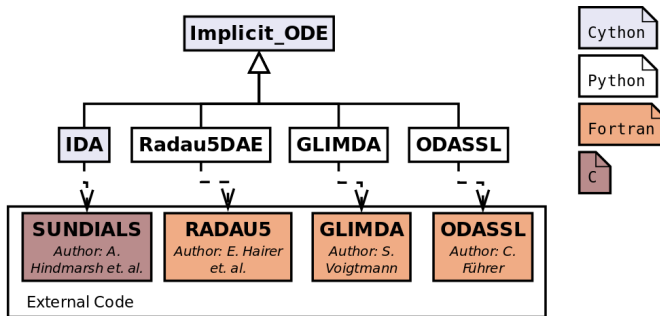 Implicit_ODE
Cython
Python
Fortran
C
IDA
Radau5DAE
GLIMDA
ODASSL
SUNDIALS
Author: A.
Hindmarsh et. al.
RADAU5
Author: E. Hairer
et. al.
GLIMDA
Author: S.
Voigtmann
ODASSL
Author: C.
Führer
External Code